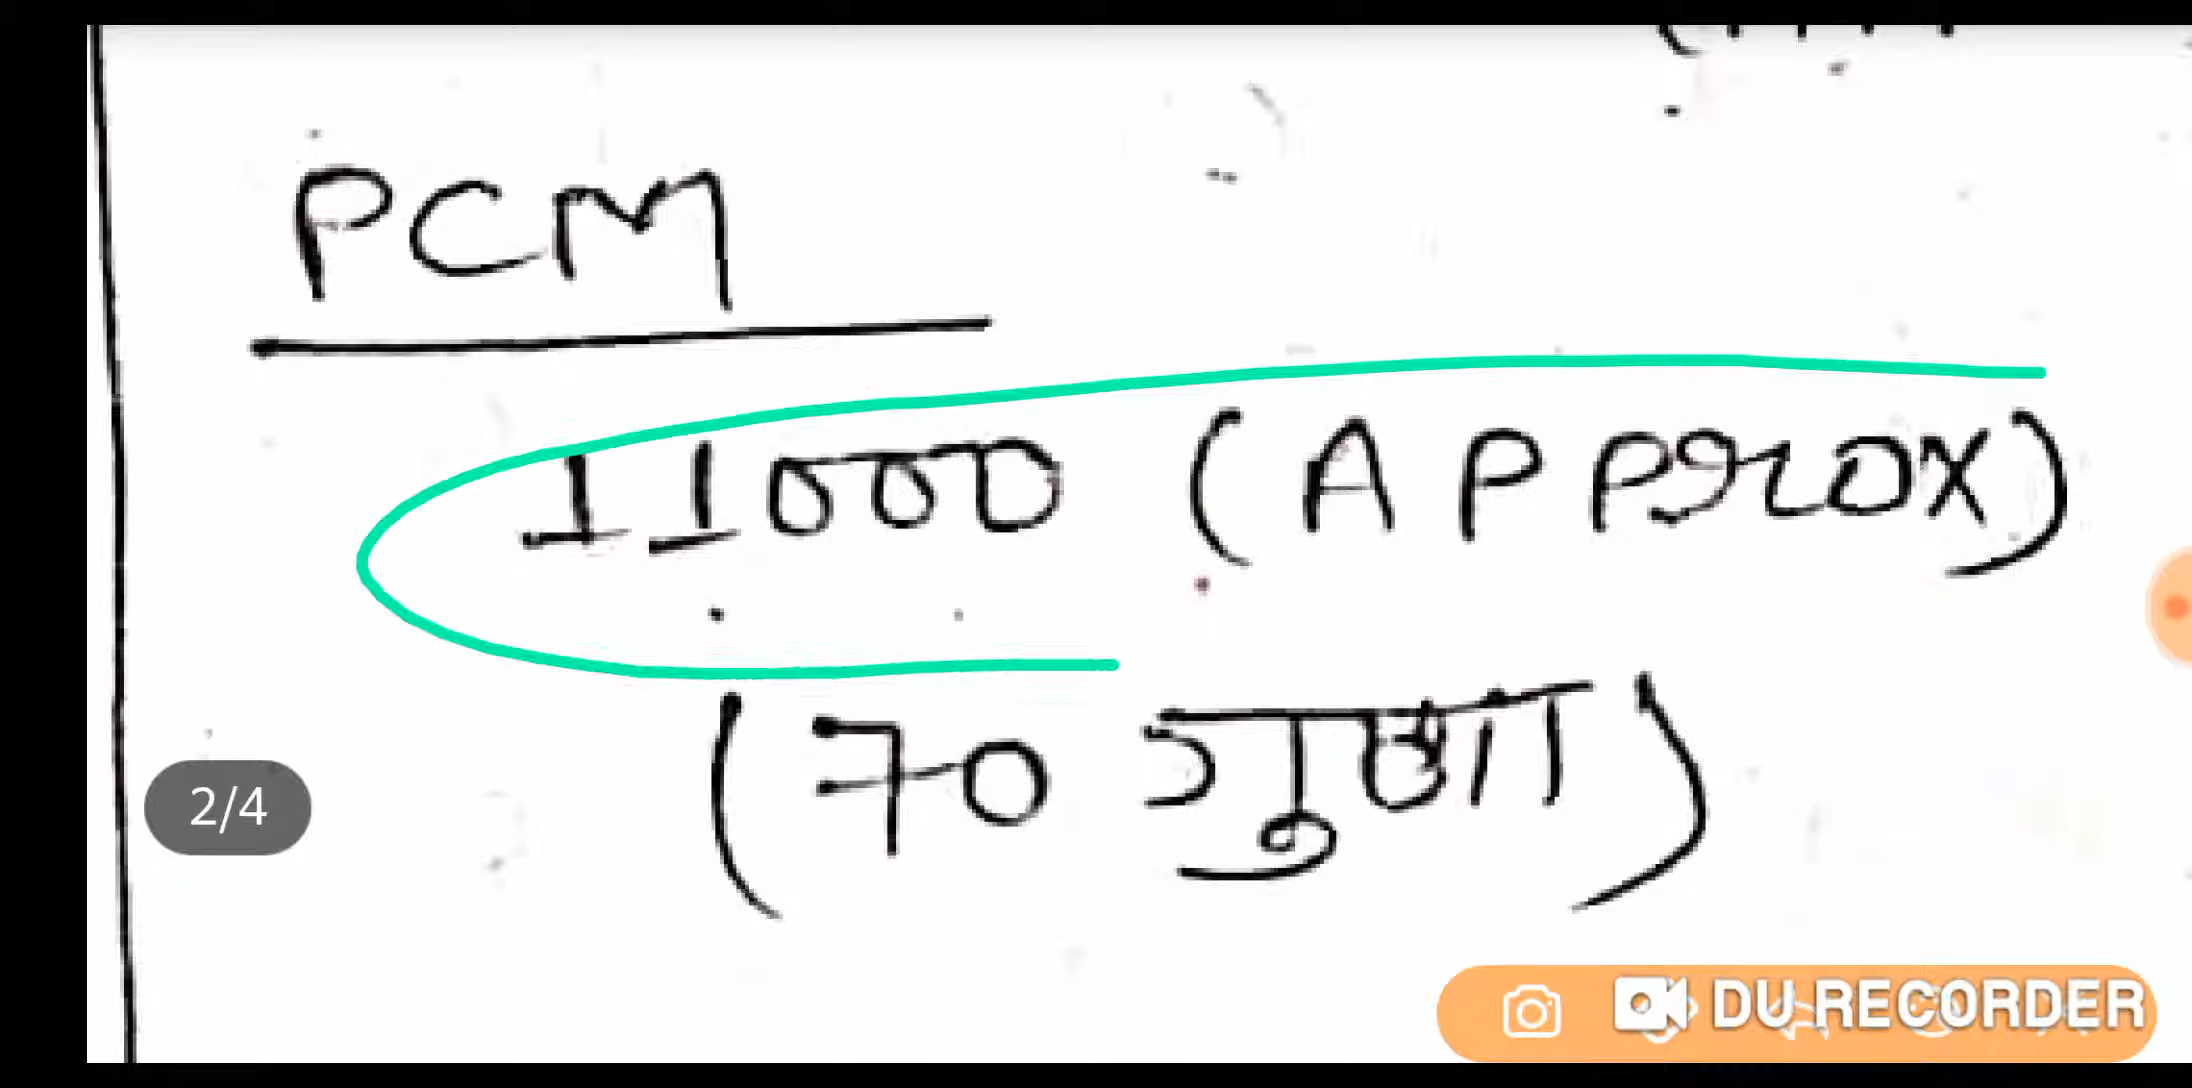 PCM
11000 (APPROX)
(70 गुणा)
2/4
DU RECORDER